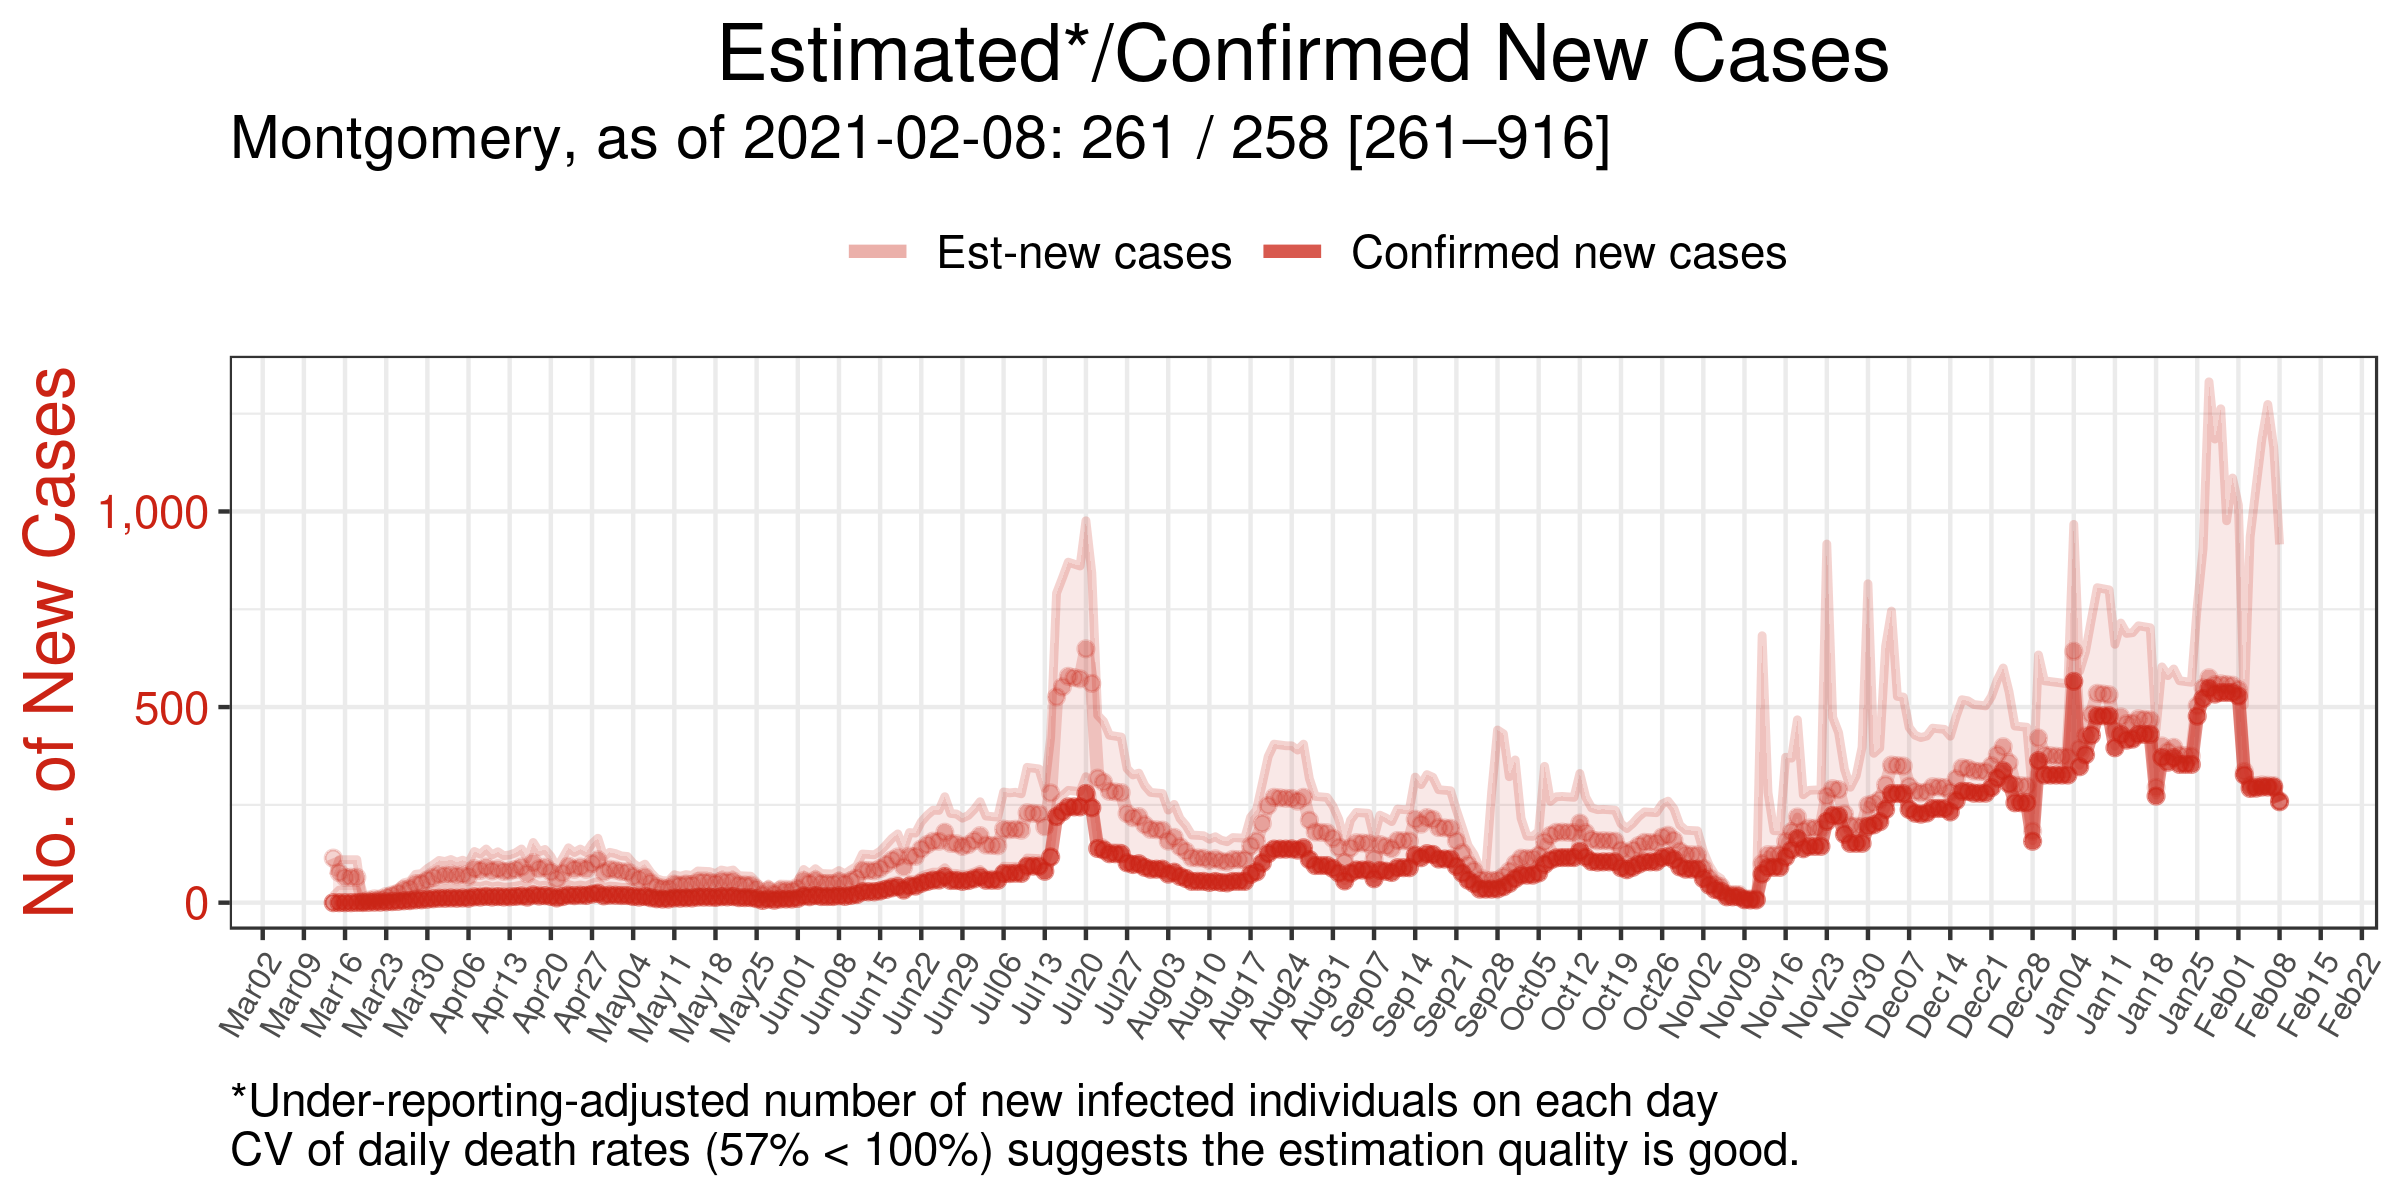 Estimated*/Confirmed New Cases
Montgomery, as of 2021-02-08: 261 / 258 [261–916]
Est-new cases
Confirmed new cases
No. of New Cases
1,000
500
0
Mar02
Mar09
Mar16
Mar23
Mar30
Apr06
Apr13
Apr20
Apr27
May04
May11
May18
May25
Jun01
Jun08
Jun15
Jun22
Jun29
Jul06
Jul13
Jul20
Jul27
Aug03
Aug10
Aug17
Aug24
Aug31
Sep07
Sep14
Sep21
Sep28
Oct05
Oct12
Oct19
Oct26
Nov02
Nov09
Nov16
Nov23
Nov30
Dec07
Dec14
Dec21
Dec28
Jan04
Jan11
Jan18
Jan25
Feb01
Feb08
Feb15
Feb22
*Under-reporting-adjusted number of new infected individuals on each day
CV of daily death rates (57% < 100%) suggests the estimation quality is good.